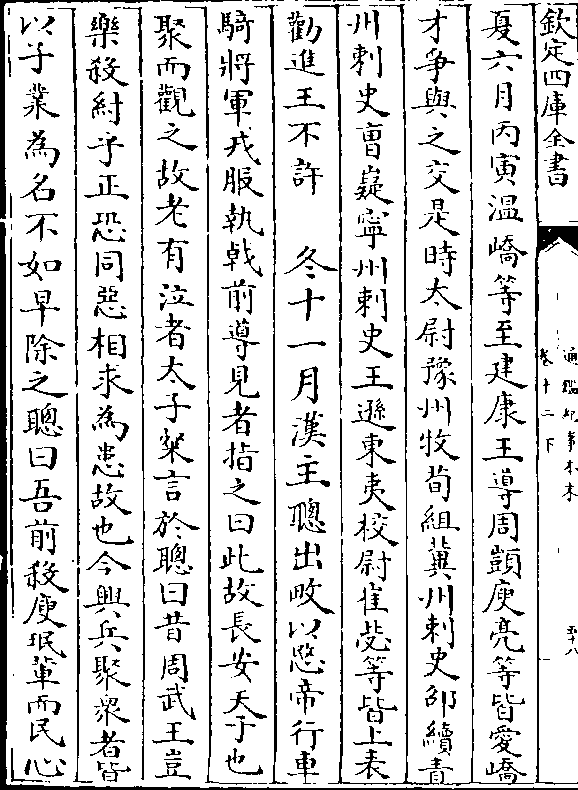 欽定四庫全書
通鑑紀事本末
卷十二下
五十八
夏六月丙寅温嶠等至建康王導周顗庾亮等皆愛嶠
才爭與之交是時太尉豫州牧荀組冀州刺史邵續青
州刺史曹嶷寧州刺史王遜東夷校尉崔毖等皆上表
勸進王不許　冬十一月漢主聰出畋以愍帝行車
騎將軍戎服執㦸前導見者指之曰此故長安天子也
聚而觀之故老有泣者太子粲言於聰曰昔周武王豈
樂殺紂乎正恐同惡相求為患故也今興兵聚衆者皆
以子業為名不如早除之聰曰吾前殺庾珉輩而民心